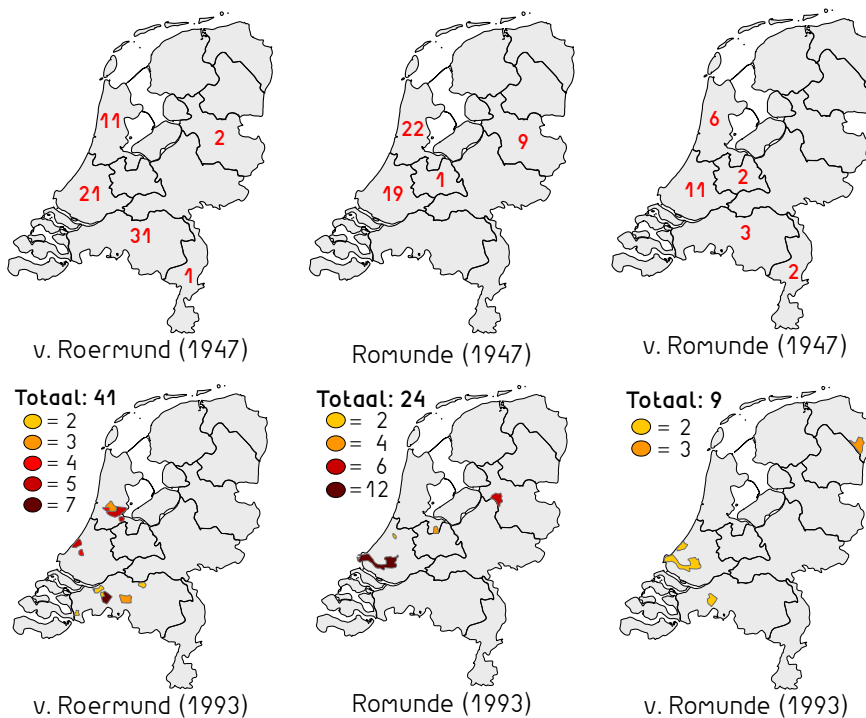 11
2
21
31
1
v. Roermund (1947)
22
9
1
19
Romunde (1947)
6
2
11
3
2
v. Romunde (1947)
Totaal: 41
= 2
= 3
= 4
= 5
= 7
v. Roermund (1993)
Totaal: 24
= 2
= 4
= 6
= 12
Romunde (1993)
Totaal: 9
= 2
= 3
v. Romunde (1993)